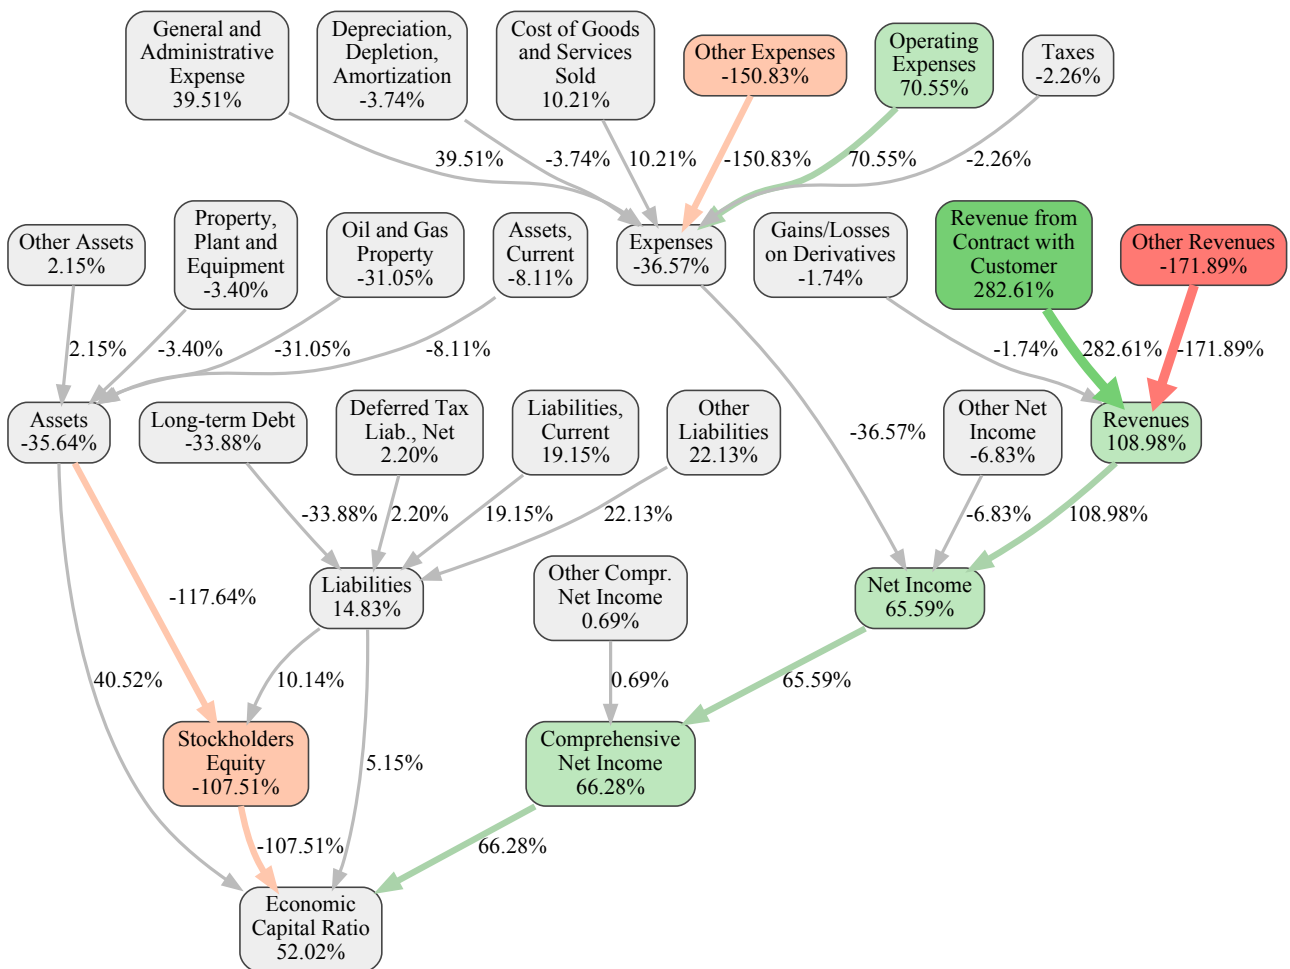 General and
Administrative
Expense
39.51%
Depreciation,
Depletion,
Amortization
-3.74%
Cost of Goods
and Services
Sold
10.21%
Other Expenses
-150.83%
Operating
Expenses
70.55%
Taxes
-2.26%
39.51%
-3.74%
10.21%
-150.83%
70.55%
-2.26%
Other Assets
2.15%
Property,
Plant and
Equipment
-3.40%
Oil and Gas
Property
-31.05%
Assets,
Current
-8.11%
Expenses
-36.57%
Gains/Losses
on Derivatives
-1.74%
Revenue from
Contract with
Customer
282.61%
Other Revenues
-171.89%
2.15%
-3.40%
-31.05%
-8.11%
-1.74%
282.61%
-171.89%
Assets
-35.64%
Long-term Debt
-33.88%
Deferred Tax
Liab., Net
2.20%
Liabilities,
Current
19.15%
Other
Liabilities
22.13%
-36.57%
Other Net
Income
-6.83%
Revenues
108.98%
-33.88%
2.20%
19.15%
22.13%
-6.83%
108.98%
-117.64%
Liabilities
14.83%
Other Compr.
Net Income
0.69%
Net Income
65.59%
40.52%
10.14%
0.69%
65.59%
Stockholders
Equity
-107.51%
5.15%
Comprehensive
Net Income
66.28%
-107.51%
66.28%
Economic
Capital Ratio
52.02%